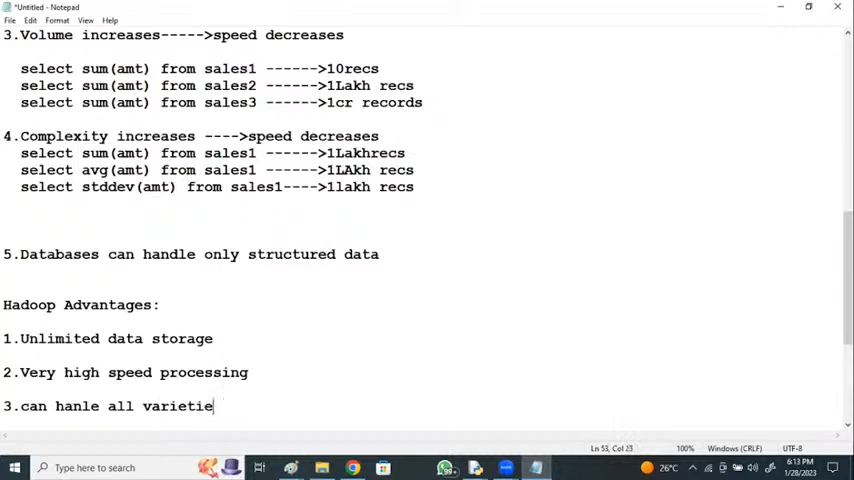 *Untitled - Notepad
File Edit Format View Help
3.Volume increases----->speed decreases
select sum(amt) from sales1 ------>10recs
select sum(amt) from sales2 ------>1Lakh recs
select sum(amt) from sales3 ------>1cr records
4.Complexity increases ---->speed decreases
select sum(amt) from sales1 ------>1Lakhrecs
select avg(amt) from sales1 ------>1LAkh recs
select stddev(amt) from sales1---->1lakh recs
5.Databases can handle only structured data
Hadoop Advantages:
1.Unlimited data storage
2.Very high speed processing
3.can hanle all varietie
Ln 53, Col 23 100% Windows (CRLF) UTF-8
Type here to search 99+ 26°C 6:13 PM
1/28/2023